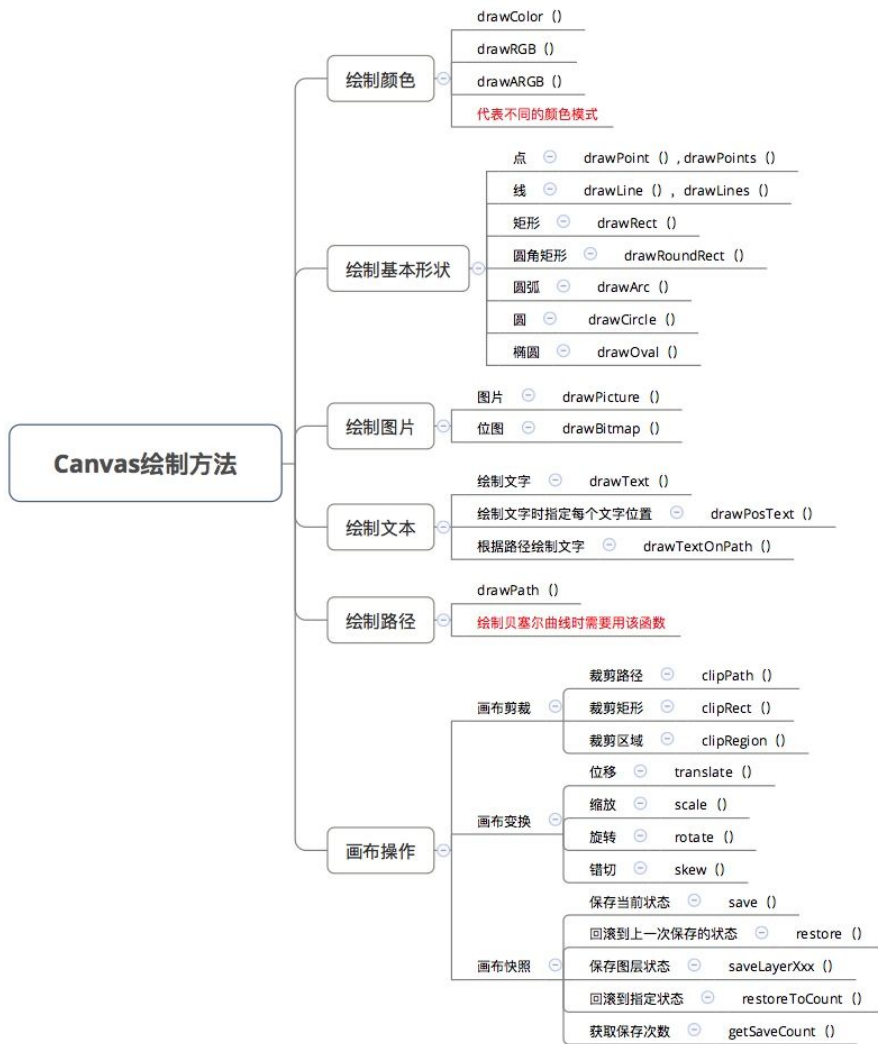 Canvas绘制方法
绘制颜色
drawColor（）
drawRGB（）
drawARGB（）
代表不同的颜色模式
绘制基本形状
点 drawPoint（）,drawPoints（）
线 drawLine（）, drawLines（）
矩形 drawRect（）
圆角矩形 drawRoundRect（）
圆弧 drawArc（）
圆 drawCircle（）
椭圆 drawOval（）
绘制图片
图片 drawPicture（）
位图 drawBitmap（）
绘制文本
绘制文字 drawText（）
绘制文字时指定每个文字位置 drawPosText（）
根据路径绘制文字 drawTextOnPath（）
绘制路径
drawPath（）
绘制贝塞尔曲线时需要用该函数
画布操作
画布剪裁
裁剪路径 clipPath（）
裁剪矩形 clipRect（）
裁剪区域 clipRegion（）
画布变换
位移 translate（）
缩放 scale（）
旋转 rotate（）
错切 skew（）
画布快照
保存当前状态 save（）
回滚到上一次保存的状态 restore（）
保存图层状态 saveLayerXxx（）
回滚到指定状态 restoreToCount（）
获取保存次数 getSaveCount（）